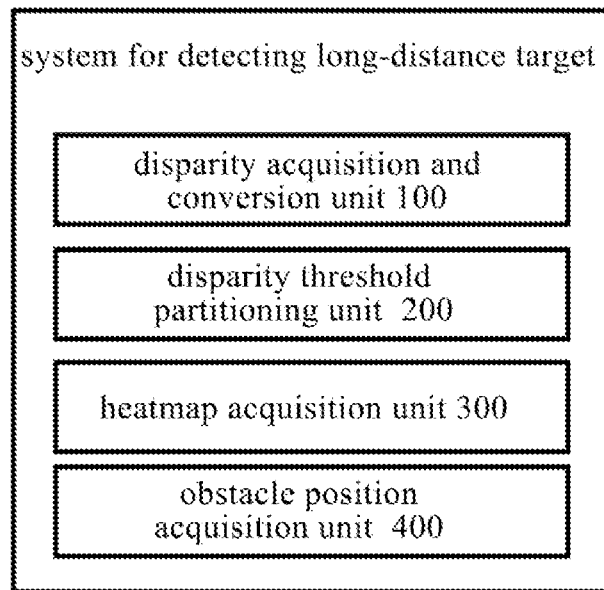 system for detecting long-distance target
disparity acquisition and
conversion unit 100
disparity threshold
partitioning unit 200
heatmap acquisition unit 300
obstacle position
acquisition unit 400